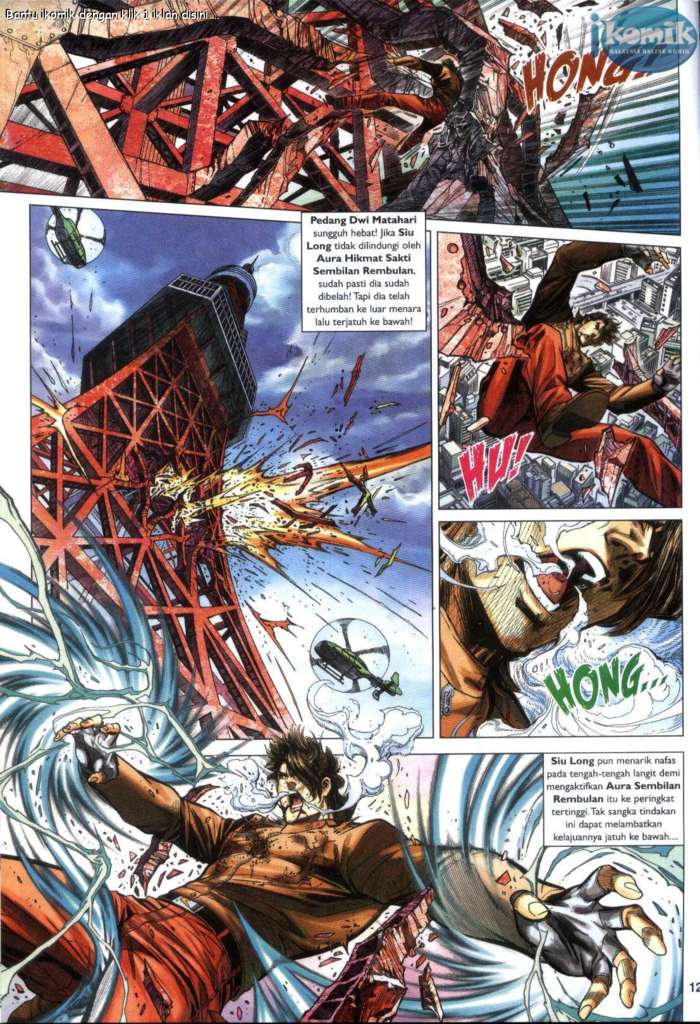 Bantu ikomik dengan klik 1 iklan disini ...
ikomik
MALAYSIA ONLINE KOMIK
HONG!
Pedang Dwi Matahari
sungguh hebat! Jika Siu
Long tidak dilindungi oleh
Aura Hikmat Sakti
Sembilan Rembulan,
sudah pasti dia sudah
dibelah! Tapi dia telah
terhumban ke luar menara
lalu terjatuh ke bawah!
HU!
HONG...
Siu Long pun menarik nafas
pada tengah-tengah langit demi
mengaktifkan Aura Sembilan
Rembulan itu ke peringkat
tertinggi. Tak sangka tindakan
ini dapat melambatkan
kelajuannya jatuh ke bawah....
12